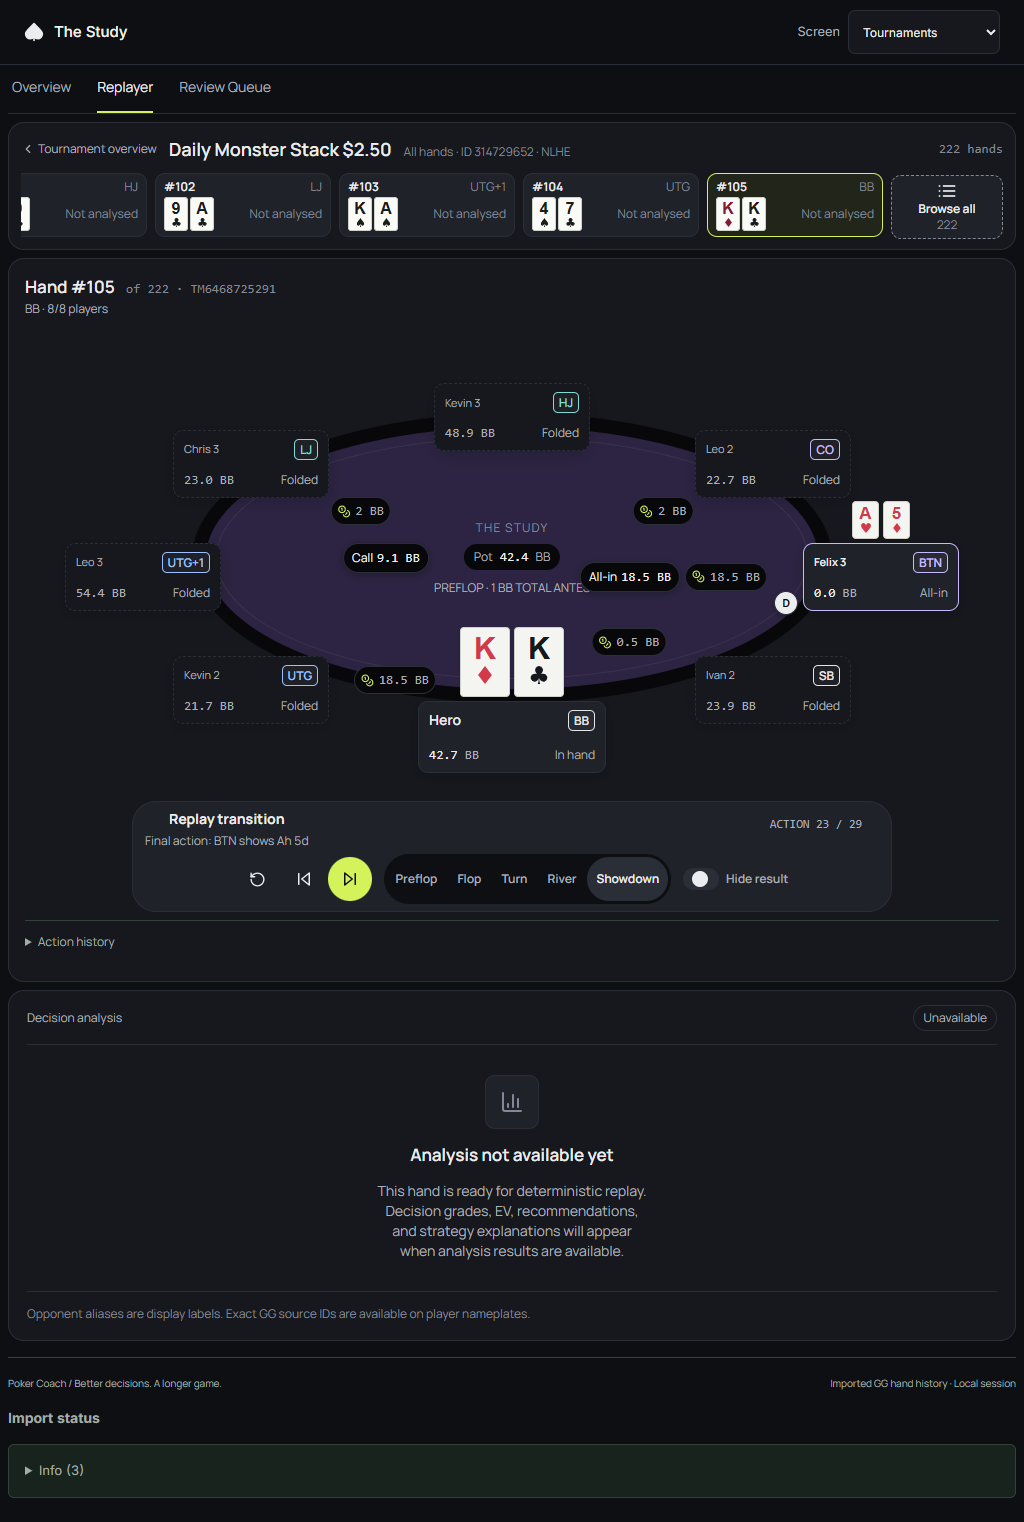 The Study
Screen
Tournaments
Overview
Replayer
Review Queue
Tournament overview
Daily Monster Stack $2.50
All hands · ID 314729652 · NLHE
222 hands
HJ
Not analysed
#102
LJ
9 A
Not analysed
#103
UTG+1
K A
Not analysed
#104
UTG
4 7
Not analysed
#105
BB
K K
Not analysed
Browse all
222
Hand #105 of 222 · TM6468725291
BB · 8/8 players
Kevin 3 HJ
48.9 BB Folded
Chris 3 LJ
23.0 BB Folded
Leo 2 CO
22.7 BB Folded
2 BB
2 BB
A 5
THE STUDY
Call 9.1 BB
Pot 42.4 BB
Leo 3 UTG+1
54.4 BB Folded
Felix 3 BTN
0.0 BB All-in
All-in 18.5 BB
18.5 BB
PREFLOP · 1 BB TOTAL ANTES
D
0.5 BB
K K
Kevin 2 UTG
21.7 BB Folded
18.5 BB
Ivan 2 SB
23.9 BB Folded
Hero BB
42.7 BB In hand
Replay transition
Final action: BTN shows Ah 5d
ACTION 23 / 29
Preflop
Flop
Turn
River
Showdown
Hide result
Action history
Decision analysis
Unavailable
Analysis not available yet
This hand is ready for deterministic replay.
Decision grades, EV, recommendations,
and strategy explanations will appear
when analysis results are available.
Opponent aliases are display labels. Exact GG source IDs are available on player nameplates.
Poker Coach / Better decisions. A longer game.
Imported GG hand history · Local session
Import status
Info (3)